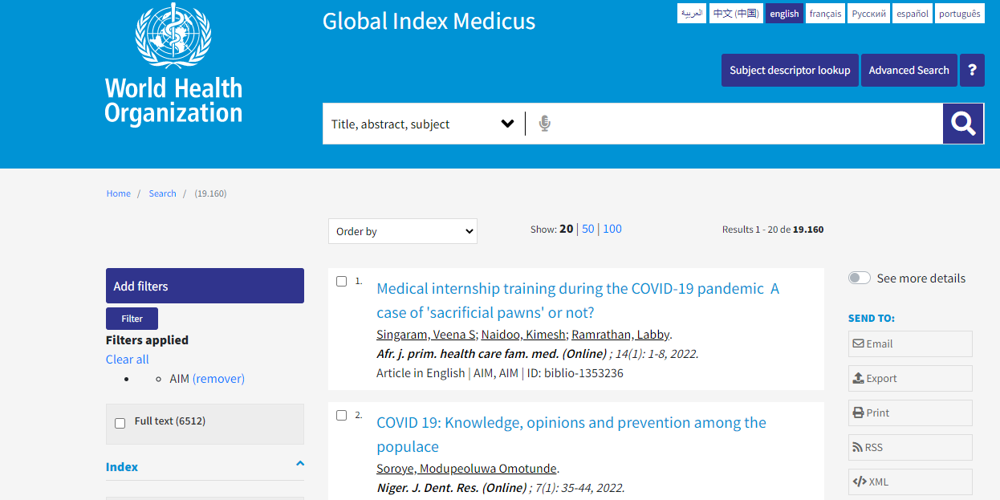 العربية 中文 (中国) english français Русский español português
World Health
Organization
Global Index Medicus
Subject descriptor lookup Advanced Search ?
Title, abstract, subject
Home / Search / (19.160)
Order by Show: 20 | 50 | 100 Results 1 - 20 de 19.160
Add filters
Filter
Filters applied
Clear all
• ○ AIM (remover)
Full text (6512)
Index
1. Medical internship training during the COVID-19 pandemic A
case of 'sacrificial pawns' or not?
Singaram, Veena S; Naidoo, Kimesh; Ramrathan, Labby.
Afr. j. prim. health care fam. med. (Online) ; 14(1): 1-8, 2022.
Article in English | AIM, AIM | ID: biblio-1353236
2. COVID 19: Knowledge, opinions and prevention among the
populace
Soroye, Modupeoluwa Omotunde.
Niger. J. Dent. Res. (Online) ; 7(1): 35-44, 2022.
See more details
SEND TO:
Email
Export
Print
RSS
XML